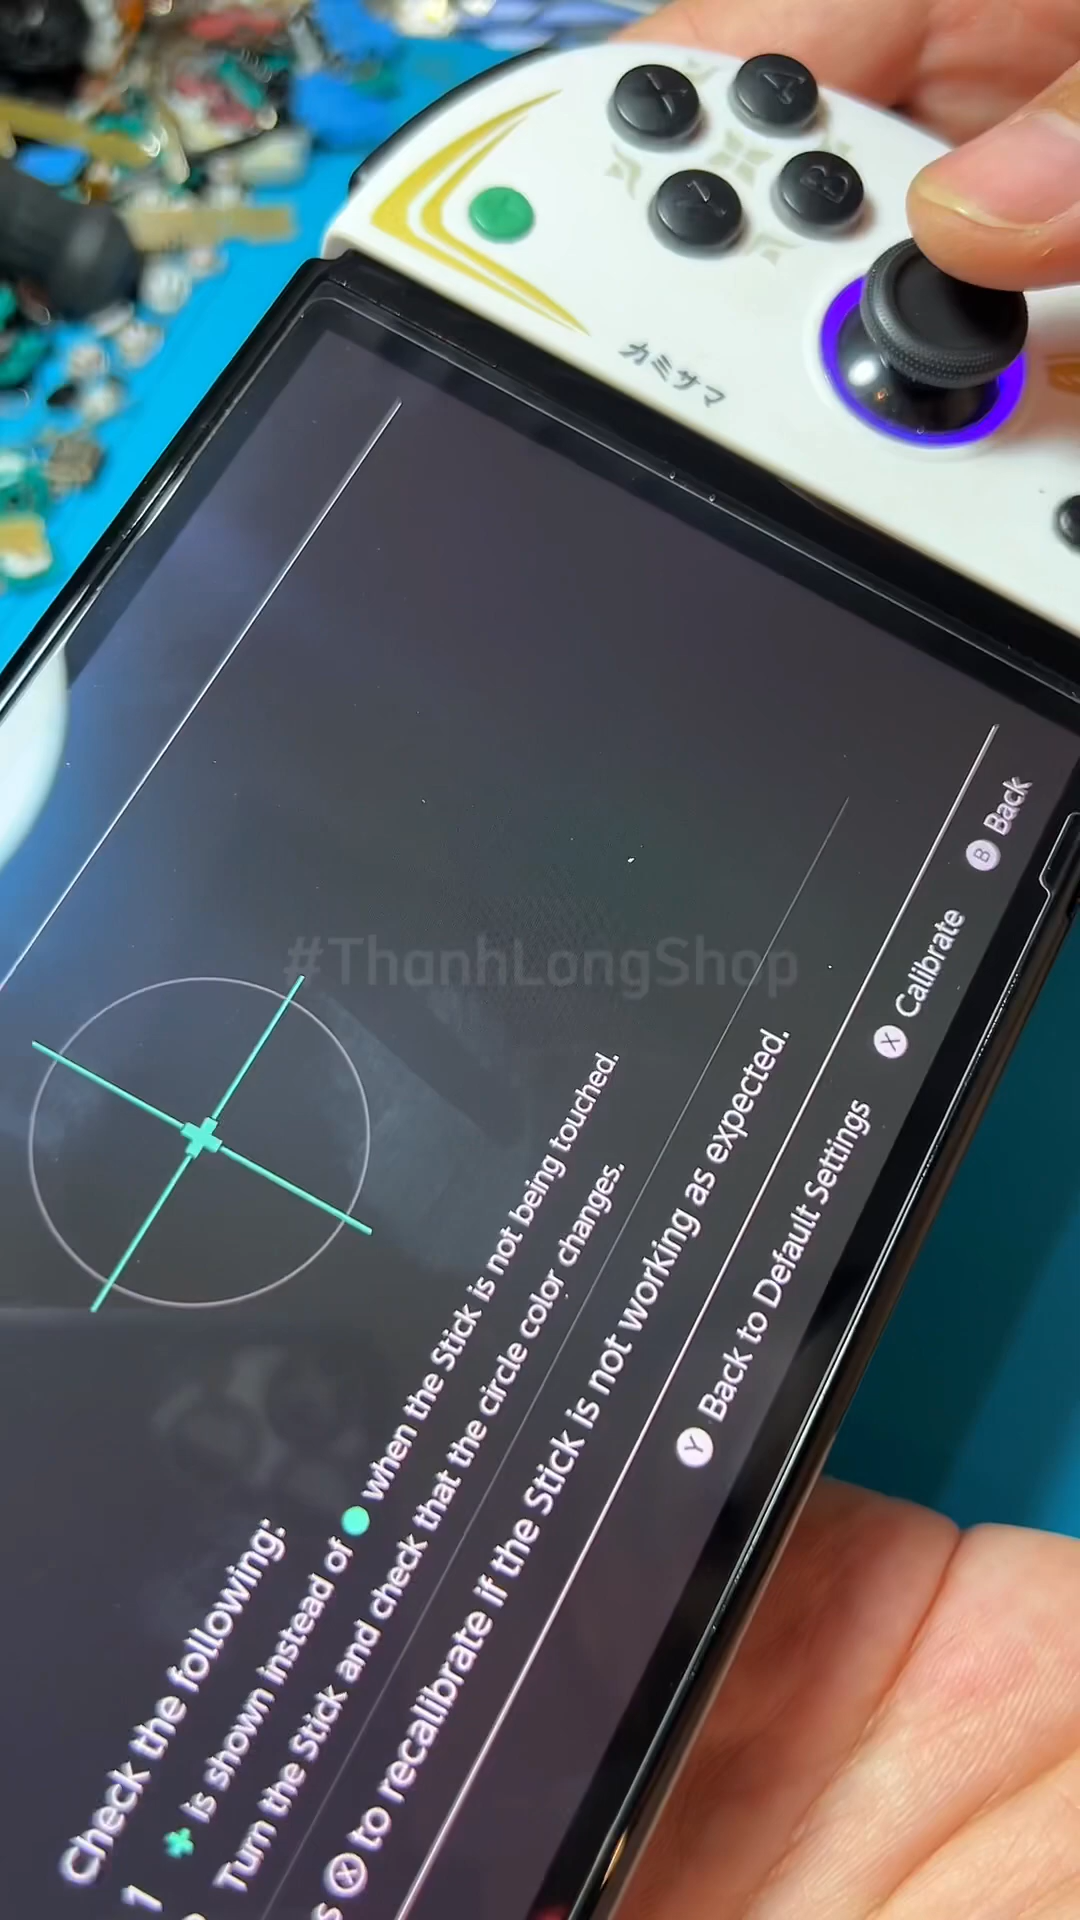 X
A
Y
B
カミサマ
#ThanhLongShop
Check the following:
1 ✚ is shown instead of ● when the Stick is not being touched.
Turn the Stick and check that the circle color changes.
Ⓧ to recalibrate if the Stick is not working as expected.
Ⓨ Back to Default Settings Ⓧ Calibrate Ⓑ Back